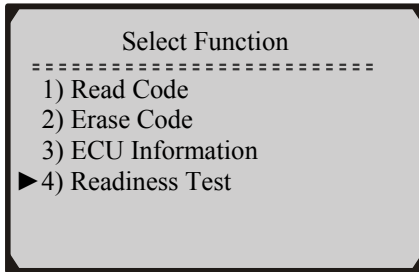 Select Function
==========================
1) Read Code
2) Erase Code
3) ECU Information
►4) Readiness Test